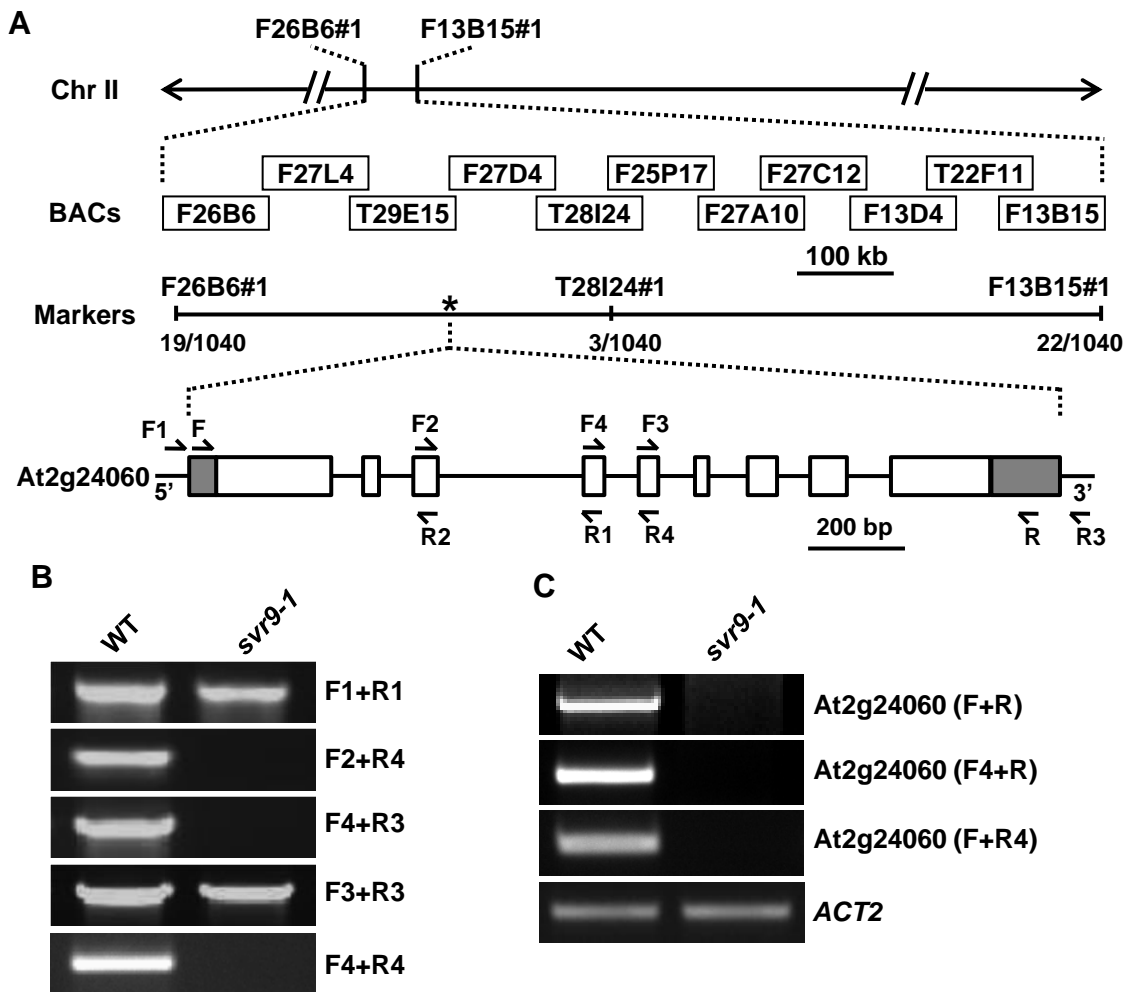 A
F26B6#1 F13B15#1
Chr II
F27L4 F27D4 F25P17 F27C12 T22F11
BACs
F26B6 T29E15 T28I24 F27A10 F13D4 F13B15
100 kb
F26B6#1 T28I24#1 F13B15#1
Markers *
19/1040 3/1040 22/1040
F1 F F2 F4 F3
At2g24060
5’ 3’
R2 R1 R4 R R3
200 bp
B
WT svr9-1
F1+R1
F2+R4
F4+R3
F3+R3
F4+R4
C
WT svr9-1
At2g24060 (F+R)
At2g24060 (F4+R)
At2g24060 (F+R4)
ACT2